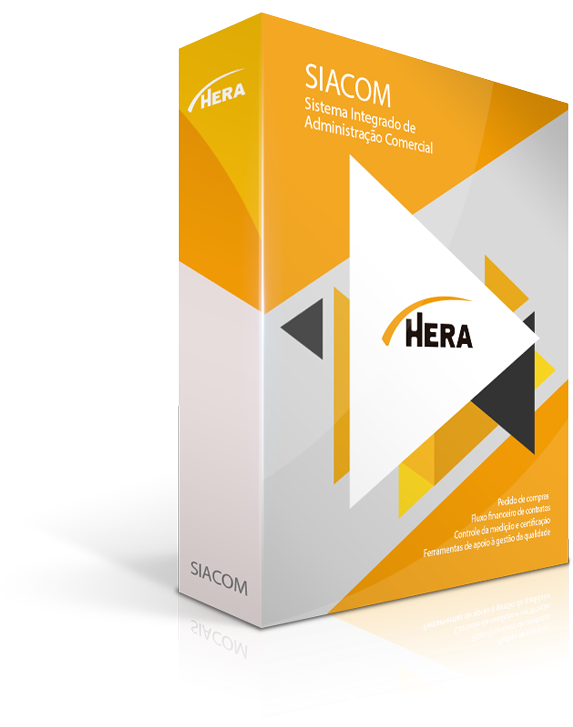 HERA
SIACOM
Sistema Integrado de
Administração Comercial
HERA
Pedido de compras
Fluxo financeiro de contratos
Controle da medição e certificação
Ferramentas de apoio à gestão da qualidade
SIACOM